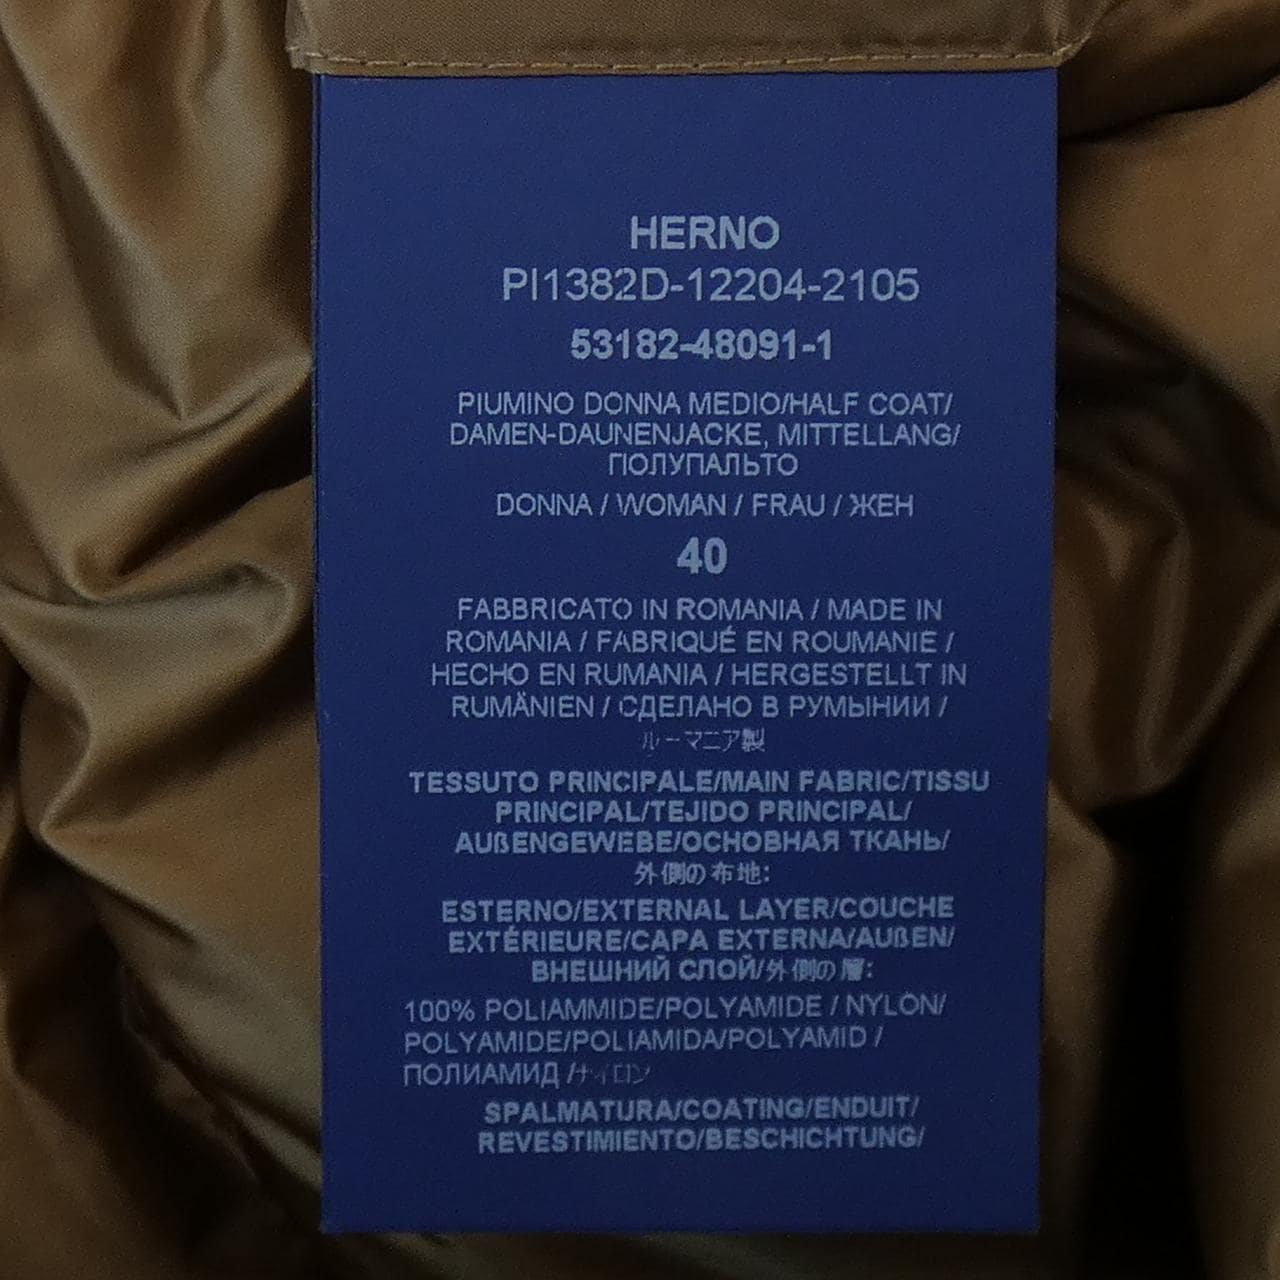 HERNO
PI1382D-12204-2105
53182-48091-1
PIUMINO DONNA MEDIO/HALF COAT/
DAMEN-DAUNENJACKE, MITTELLANG/
ПОЛУПАЛЬТО
DONNA / WOMAN / FRAU / ЖЕН
40
FABBRICATO IN ROMANIA / MADE IN
ROMANIA / FABRIQUÉ EN ROUMANIE /
HECHO EN RUMANIA / HERGESTELLT IN
RUMÄNIEN / СДЕЛАНО В РУМЫНИИ /
ルーマニア製
TESSUTO PRINCIPALE/MAIN FABRIC/TISSU
PRINCIPAL/TEJIDO PRINCIPAL/
AUßENGEWEBE/ОСНОВНАЯ ТКАНЬ/
外側の布地:
ESTERNO/EXTERNAL LAYER/COUCHE
EXTÉRIEURE/CAPA EXTERNA/AUßEN/
ВНЕШНИЙ СЛОЙ/外側の層:
100% POLIAMMIDE/POLYAMIDE / NYLON/
POLYAMIDE/POLIAMIDA/POLYAMID /
ПОЛИАМИД /ナイロン
SPALMATURA/COATING/ENDUIT/
REVESTIMIENTO/BESCHICHTUNG/